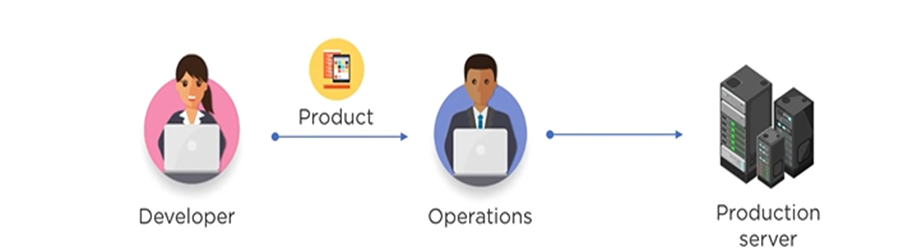 Product
Developer
Operations
Production
server